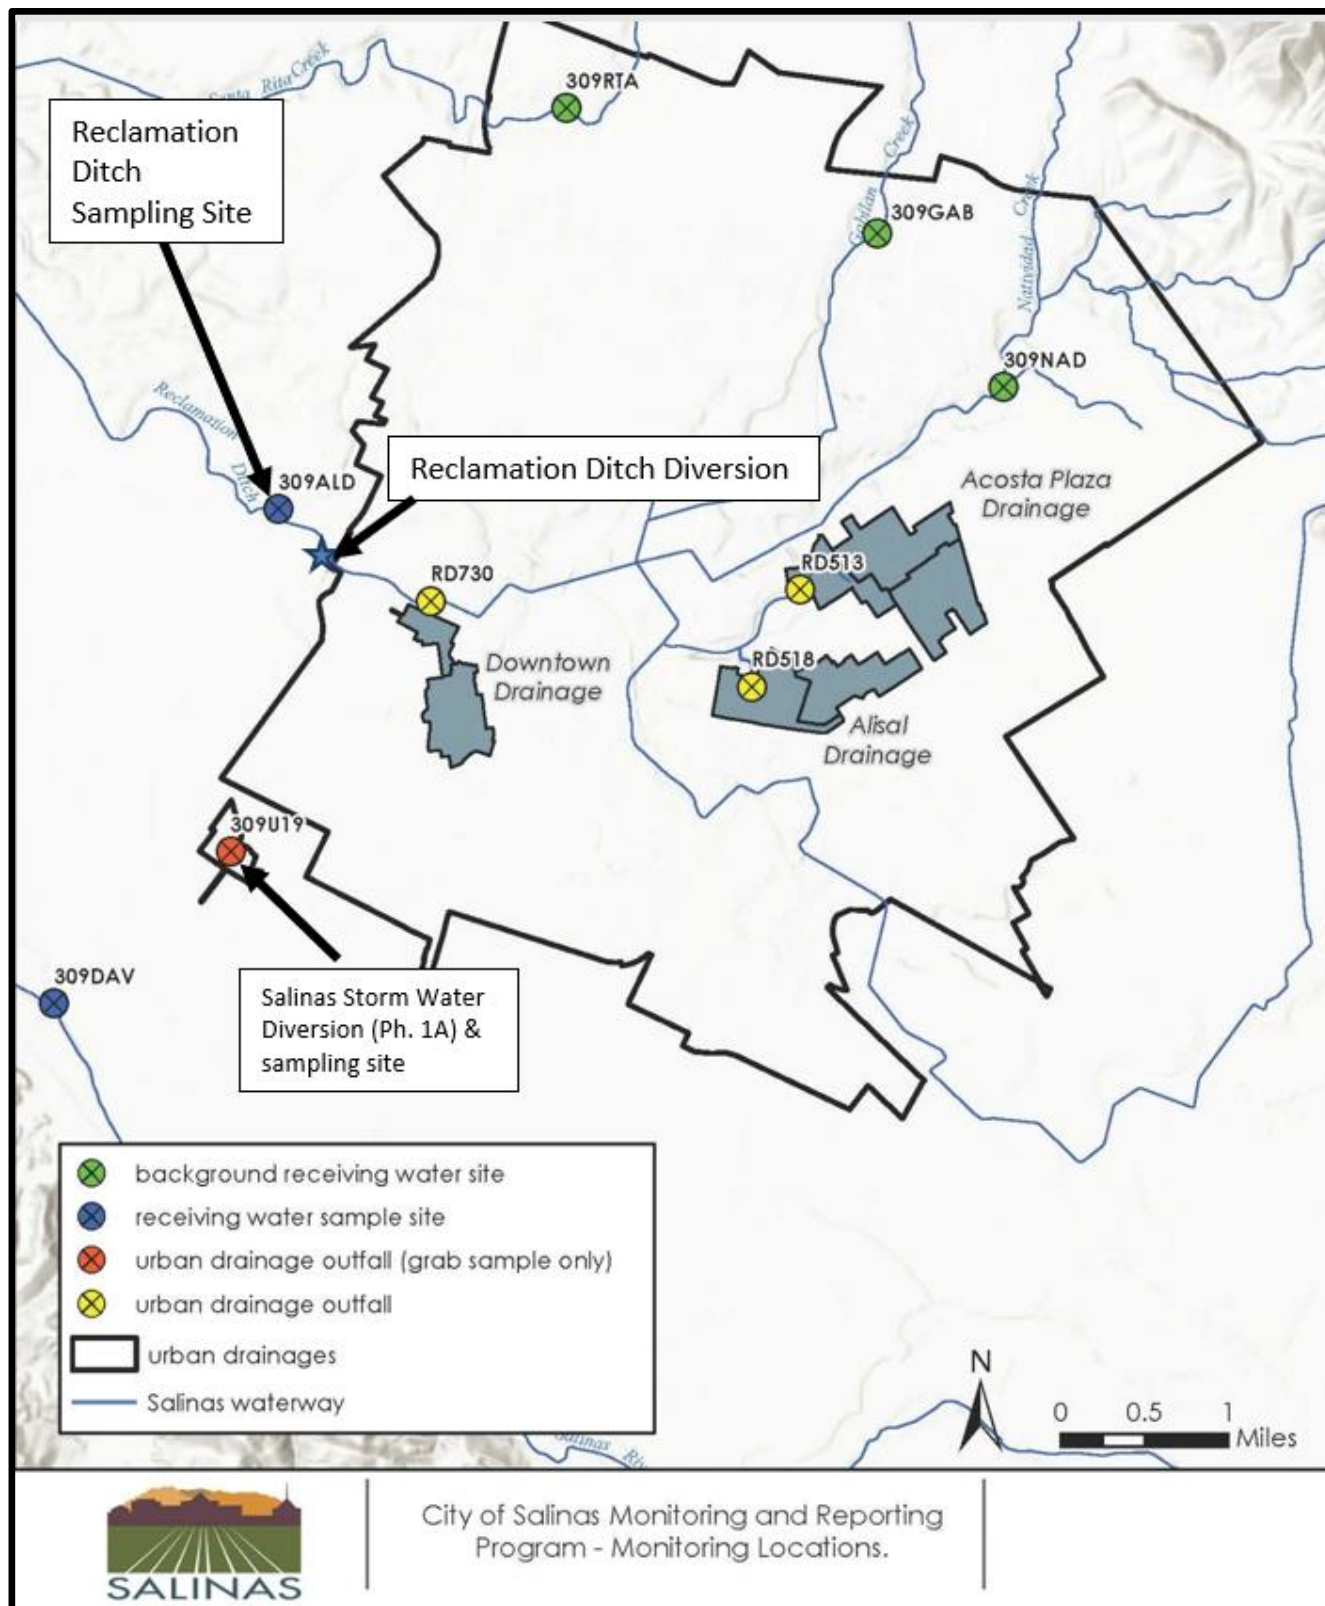 Santa Rita Creek
309RTA
Reclamation
Ditch
Sampling Site
Gabilan Creek
309GAB
Natividad Creek
309NAD
Reclamation
Ditch
309ALD
Reclamation Ditch Diversion
Acosta Plaza
Drainage
RD730
RD513
Downtown
Drainage
RD518
Alisal
Drainage
309U19
309DAV
Salinas Storm Water
Diversion (Ph. 1A) &
sampling site
background receiving water site
receiving water sample site
urban drainage outfall (grab sample only)
urban drainage outfall
urban drainages
Salinas waterway
N
0 0.5 1
Miles
Salinas Riv
SALINAS
City of Salinas Monitoring and Reporting
Program - Monitoring Locations.